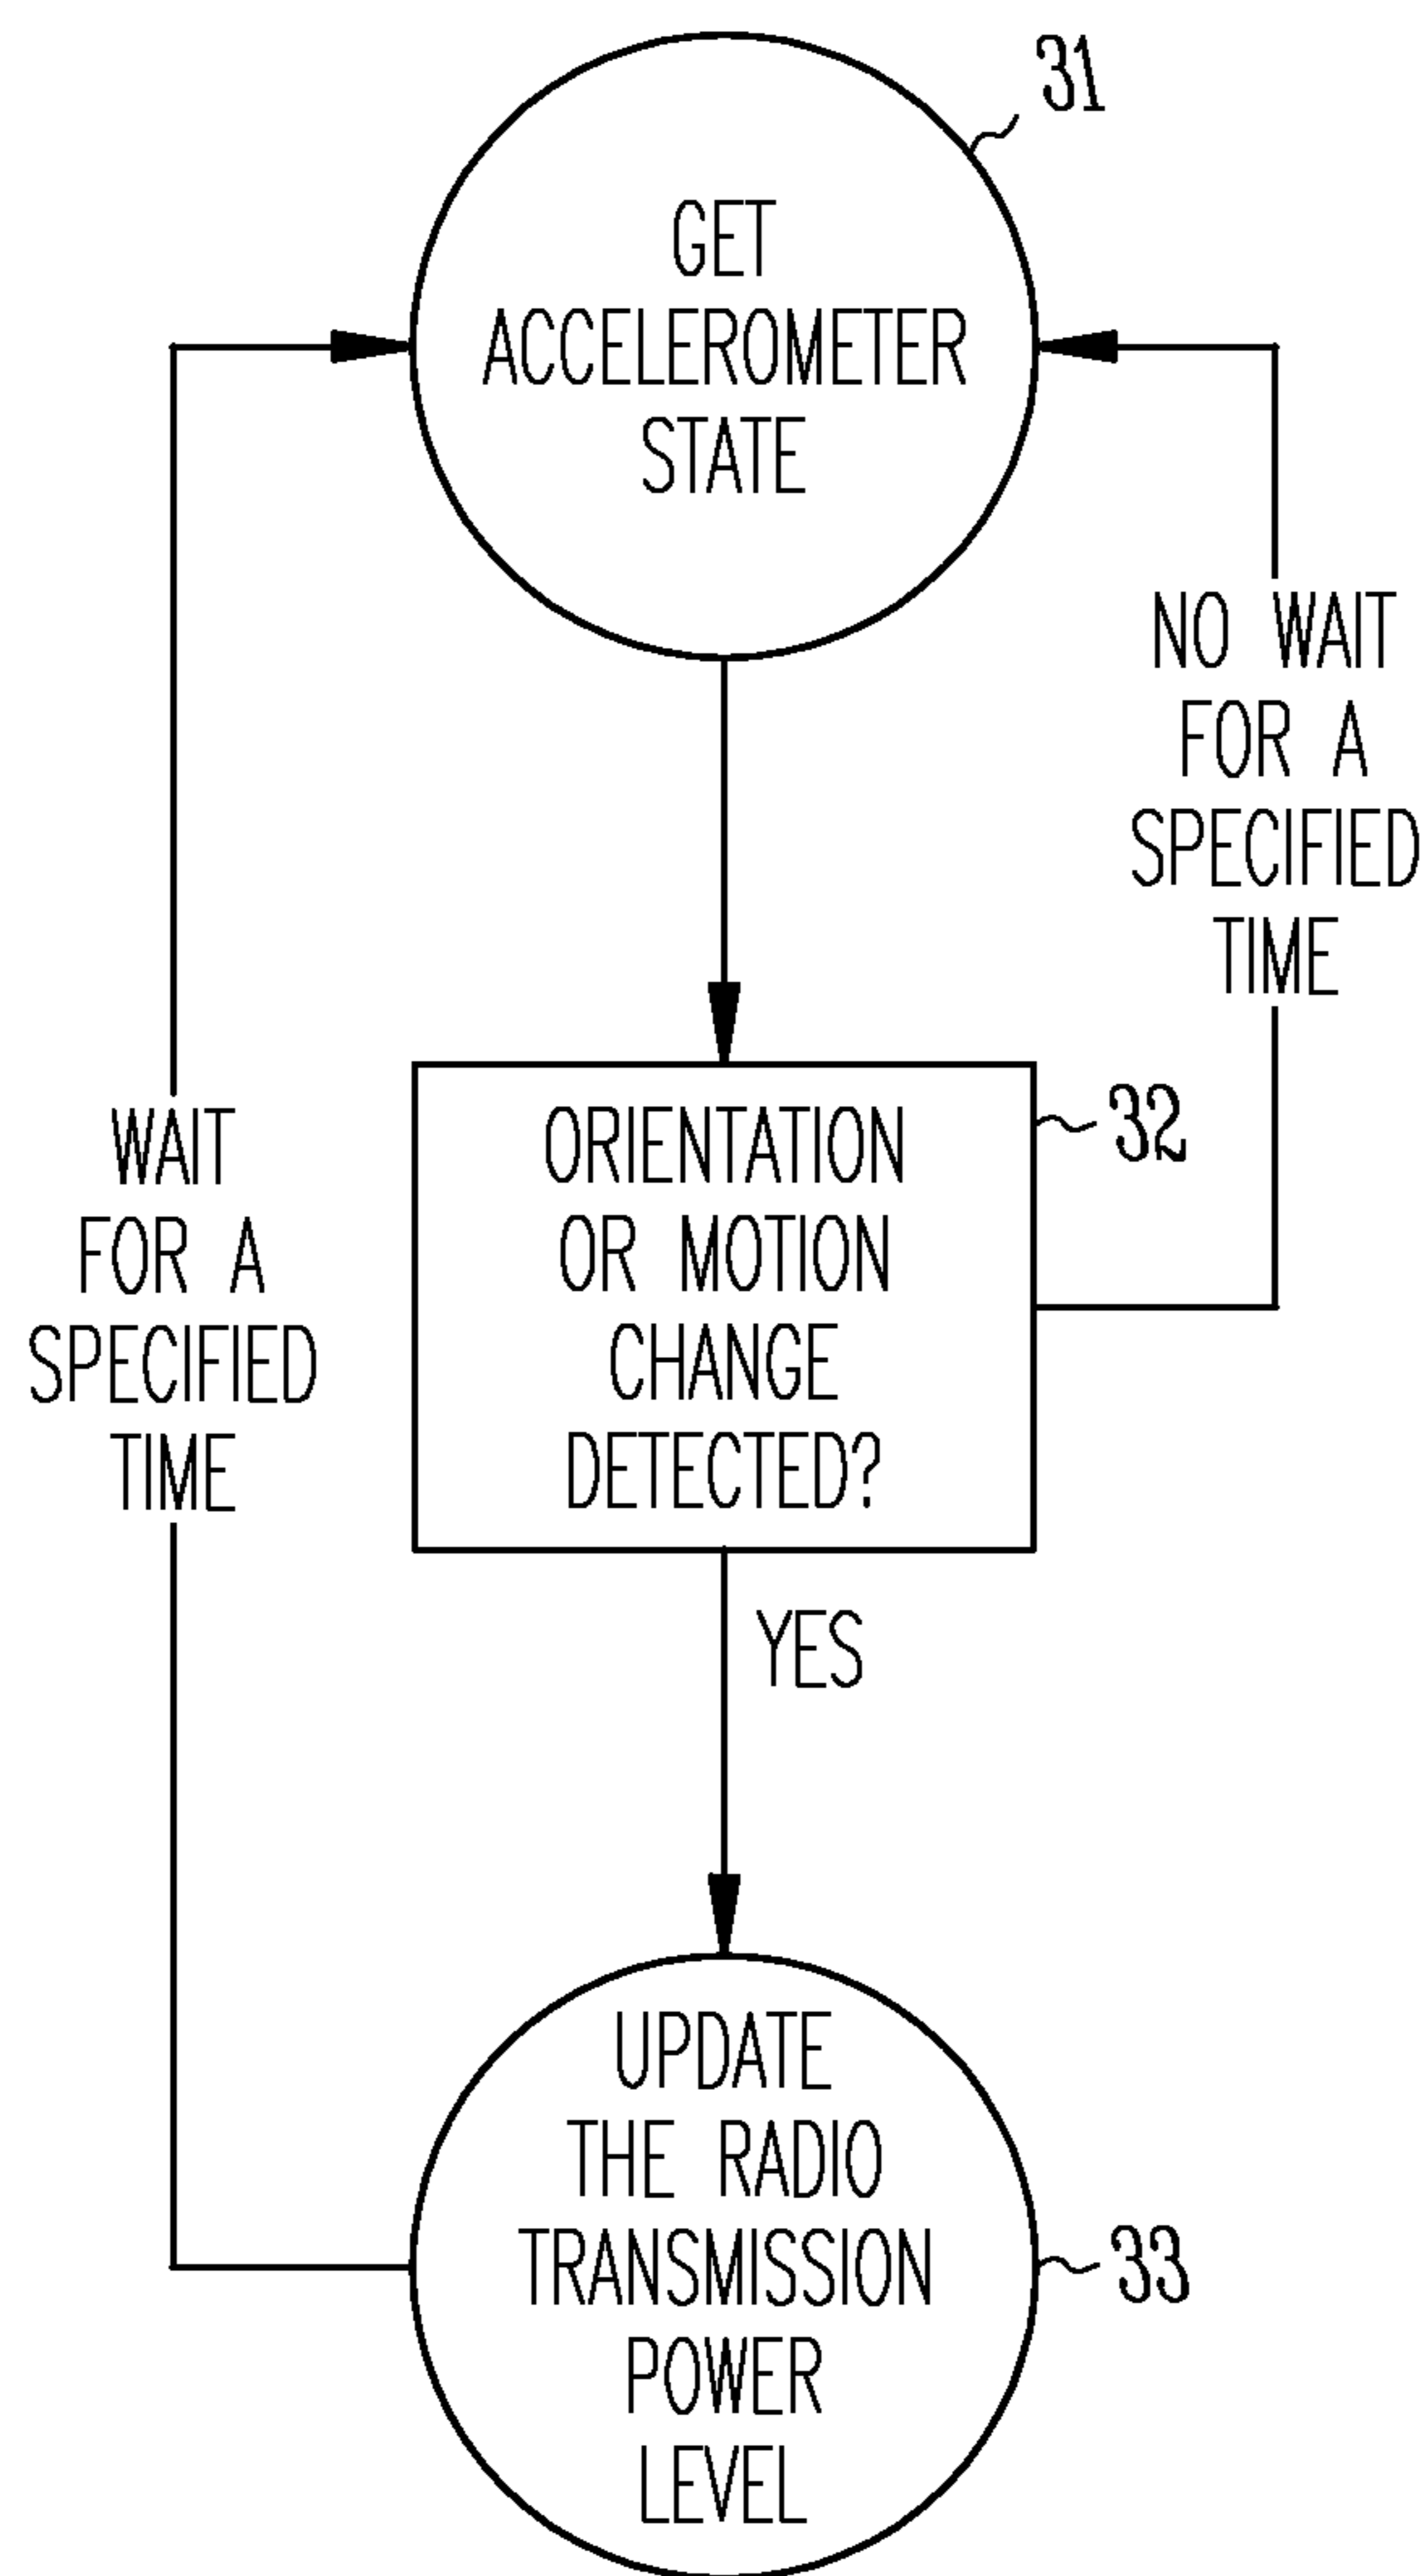 31
GET
ACCELEROMETER
STATE
NO WAIT
FOR A
SPECIFIED
TIME
32
ORIENTATION
OR MOTION
CHANGE
DETECTED?
WAIT
FOR A
SPECIFIED
TIME
YES
UPDATE
THE RADIO
TRANSMISSION
POWER
LEVEL
33